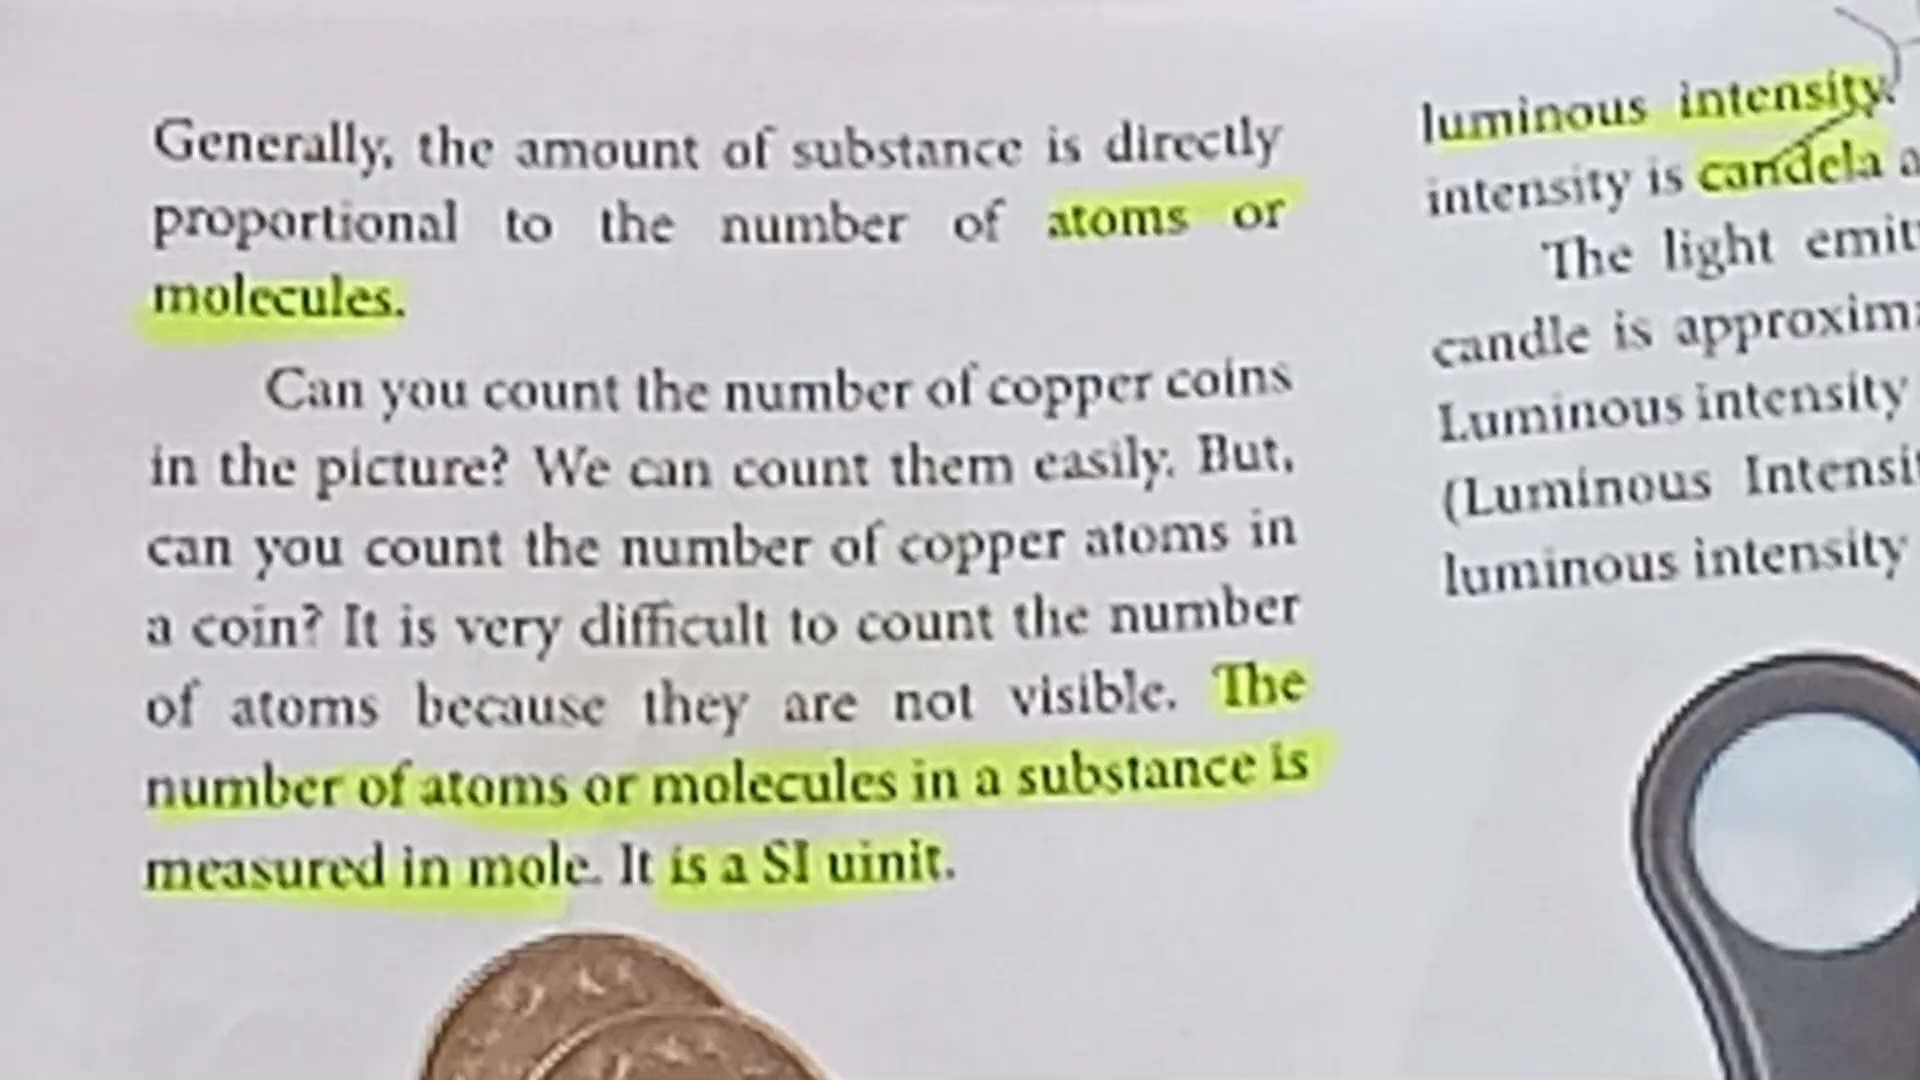 Generally, the amount of substance is directly
proportional to the number of atoms or
molecules.
Can you count the number of copper coins
in the picture? We can count them easily. But,
can you count the number of copper atoms in
a coin? It is very difficult to count the number
of atoms because they are not visible. The
number of atoms or molecules in a substance is
measured in mole. It is a SI uinit.
luminous intensity.
intensity is candela
The light
candle is
Luminous intensity
(Luminous
luminous intensity